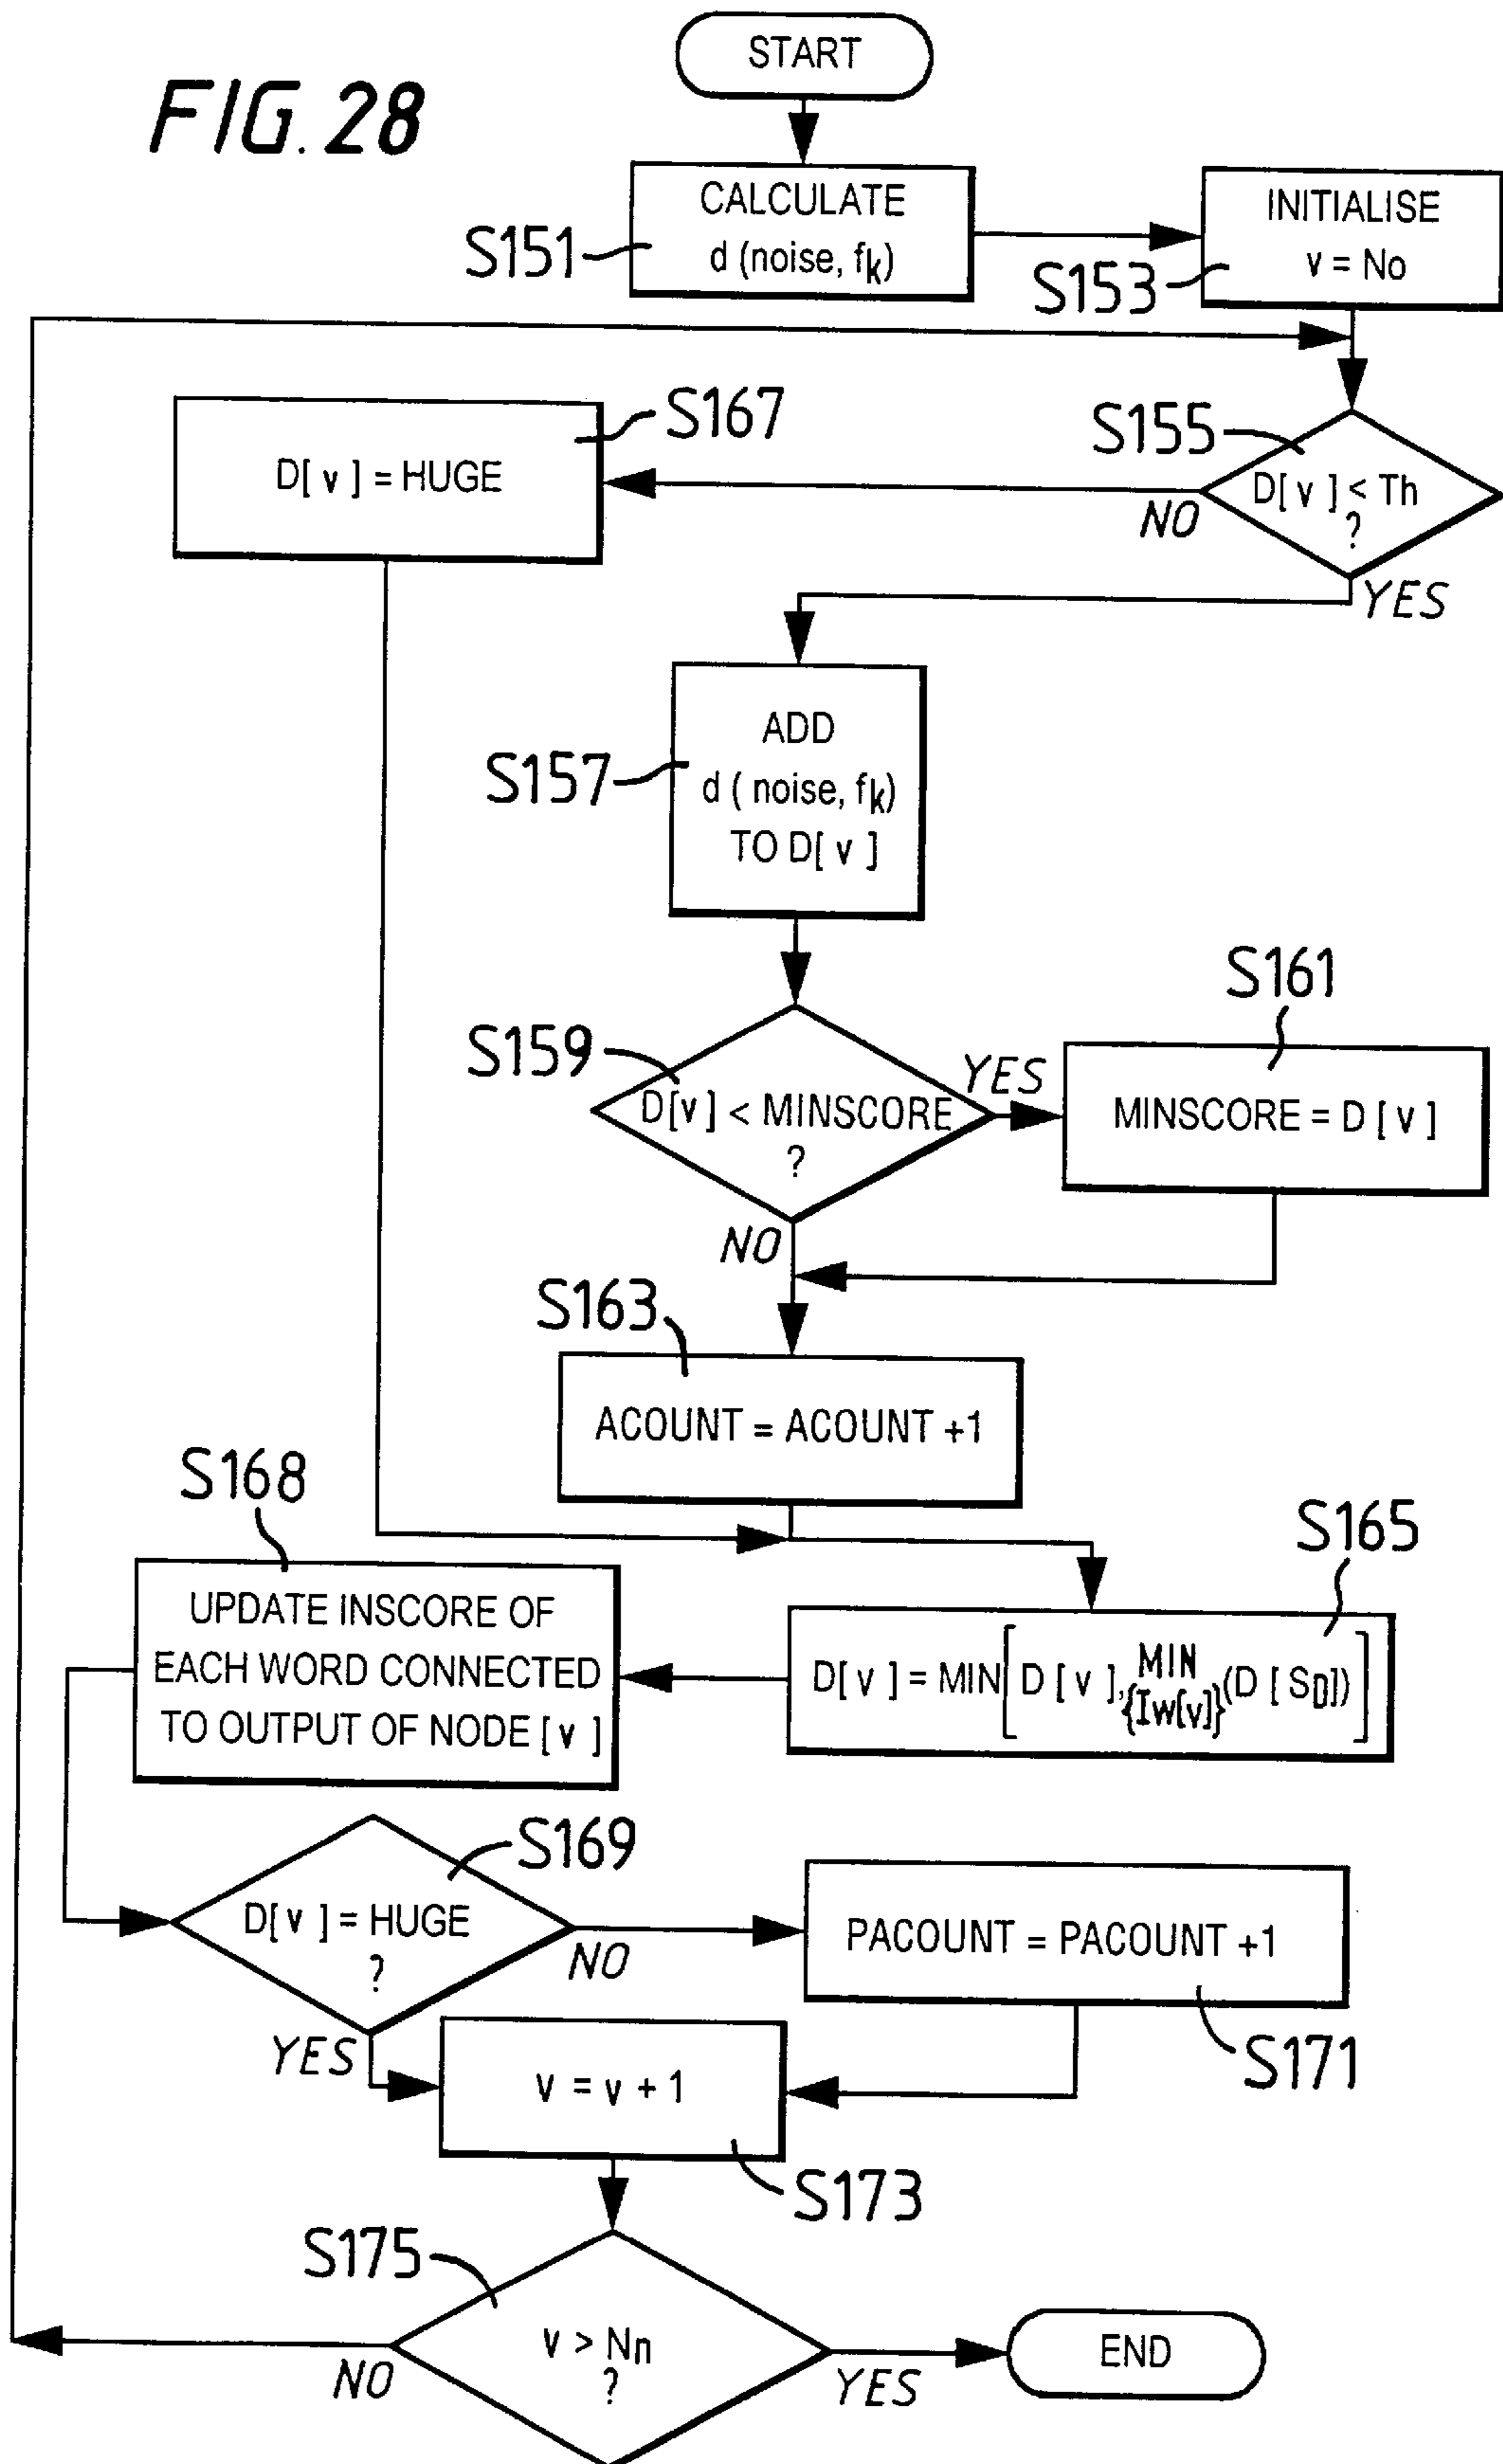 FIG. 28
START
CALCULATE
d (noise, fk)
S151
INITIALISE
v = No
S153
S167
D[ v ] = HUGE
S155
D[ v ] < Th
?
NO
YES
ADD
d ( noise, fk)
TO D[ v ]
S157
S159
D[v] < MINSCORE
?
YES
NO
S161
MINSCORE = D [ v ]
S163
ACOUNT = ACOUNT +1
S168
UPDATE INSCORE OF
EACH WORD CONNECTED
TO OUTPUT OF NODE [ v ]
S165
D[ v ] = MIN[ D [ v ], MIN {Iw[v]} (D [ SD]) ]
S169
D[ v ] = HUGE
?
NO
YES
PACOUNT = PACOUNT +1
S171
v = v + 1
S173
S175
v > Nn
?
NO
YES
END